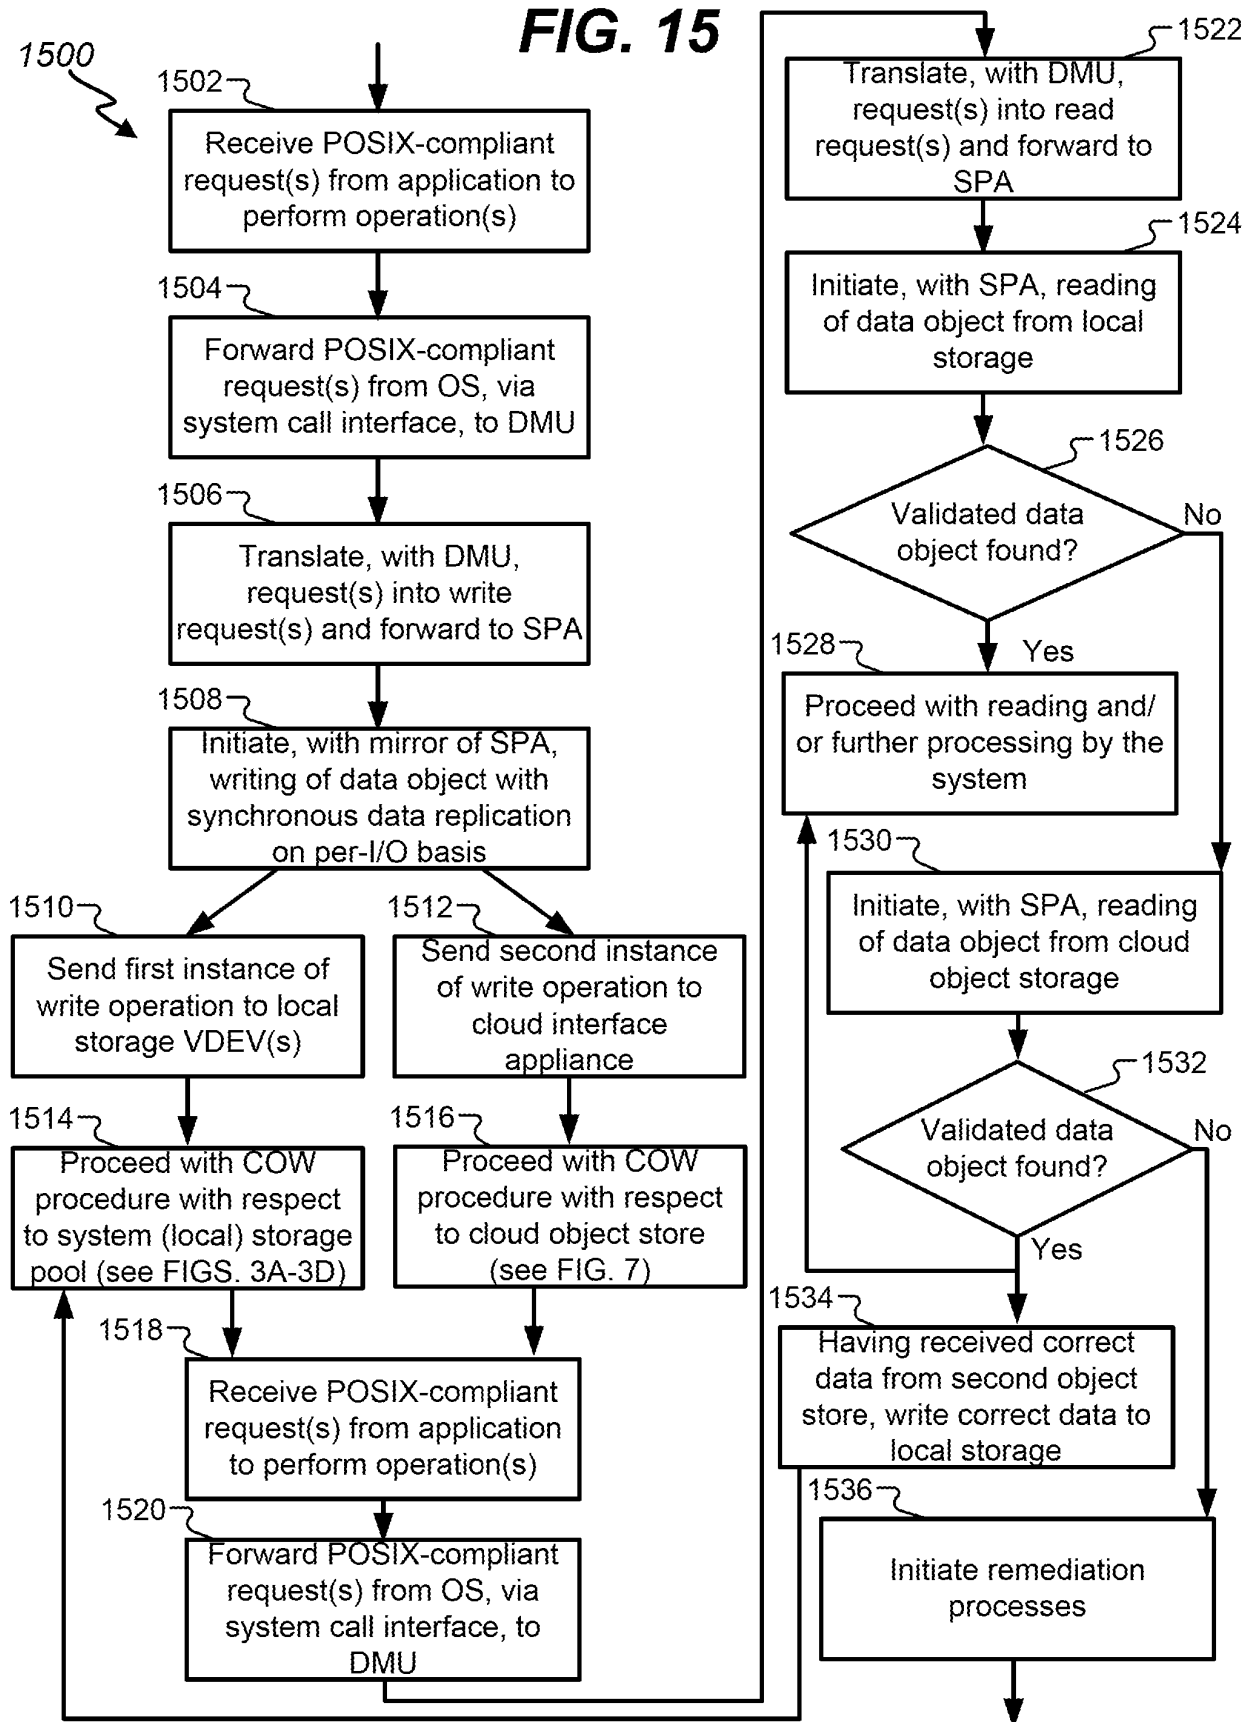 FIG. 15
1500
1502
Receive POSIX-compliant
request(s) from application to
perform operation(s)
1504
Forward POSIX-compliant
request(s) from OS, via
system call interface, to DMU
1506
Translate, with DMU,
request(s) into write
request(s) and forward to SPA
1508
Initiate, with mirror of SPA,
writing of data object with
synchronous data replication
on per-I/O basis
1510
Send first instance of
write operation to local
storage VDEV(s)
1512
Send second instance
of write operation to
cloud interface
appliance
1514
Proceed with COW
procedure with respect
to system (local) storage
pool (see FIGS. 3A-3D)
1516
Proceed with COW
procedure with respect
to cloud object store
(see FIG. 7)
1518
Receive POSIX-compliant
request(s) from application
to perform operation(s)
1520
Forward POSIX-compliant
request(s) from OS, via
system call interface, to
DMU
1522
Translate, with DMU,
request(s) into read
request(s) and forward to
SPA
1524
Initiate, with SPA, reading
of data object from local
storage
1526
Validated data
object found?
No
Yes
1528
Proceed with reading and/
or further processing by the
system
1530
Initiate, with SPA, reading
of data object from cloud
object storage
1532
Validated data
object found?
No
Yes
1534
Having received correct
data from second object
store, write correct data to
local storage
1536
Initiate remediation
processes